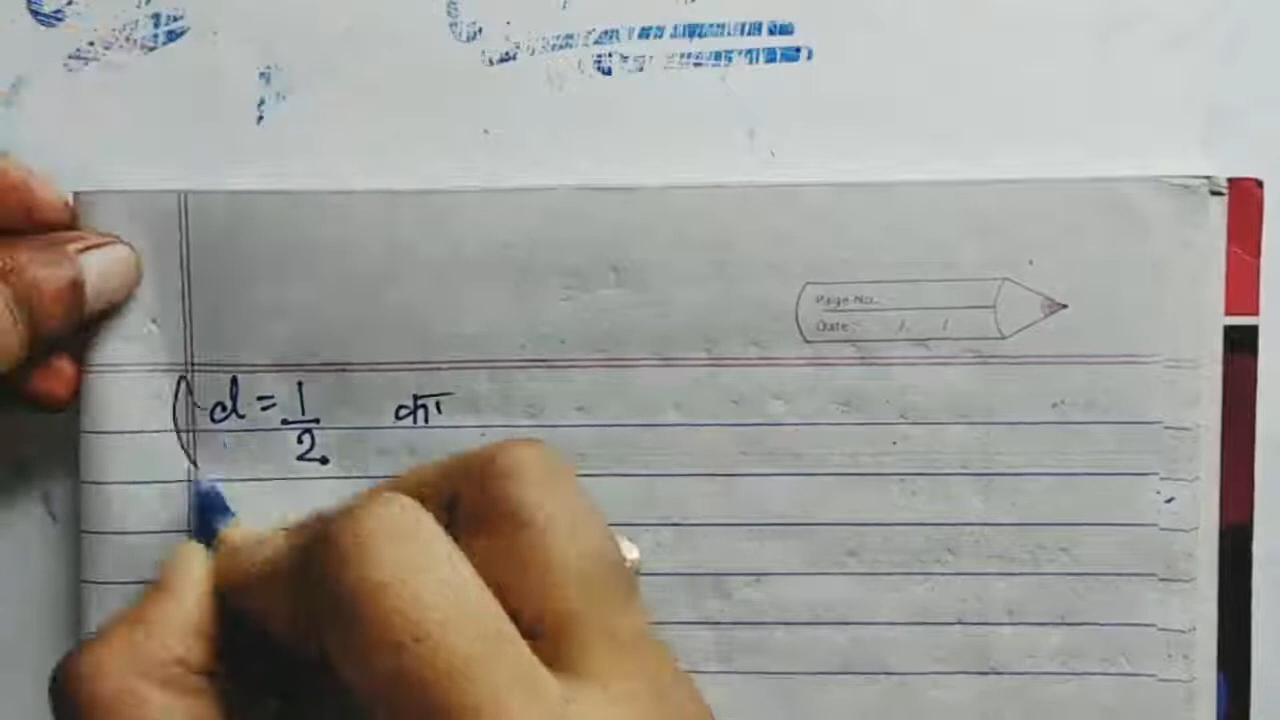 Page No.
Date: / /
d = 1/2